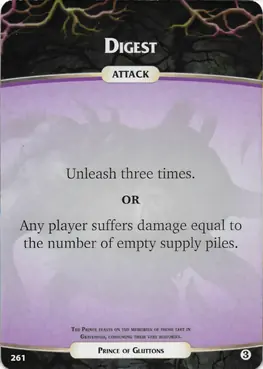 Digest
ATTACK
Unleash three times.
OR
Any player suffers damage equal to
the number of empty supply piles.
The Prince feasts on the memories of those lost in
Gravehold, consuming their very histories.
Prince of Gluttons
261
3